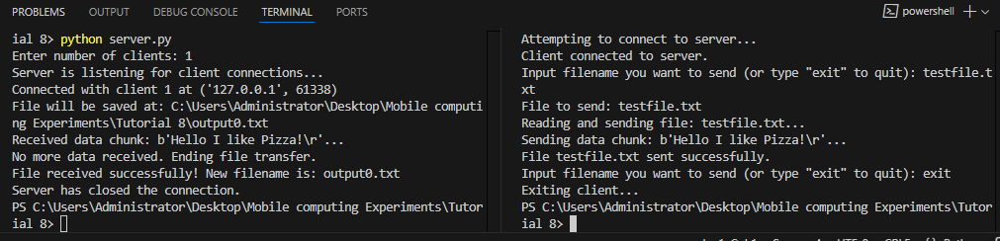 PROBLEMS OUTPUT DEBUG CONSOLE TERMINAL PORTS
powershell
ial 8> python server.py
Enter number of clients: 1
Server is listening for client connections...
Connected with client 1 at ('127.0.0.1', 61338)
File will be saved at: C:\Users\Administrator\Desktop\Mobile computi
ng Experiments\Tutorial 8\output0.txt
Received data chunk: b'Hello I like Pizza!\r'...
No more data received. Ending file transfer.
File received successfully! New filename is: output0.txt
Server has closed the connection.
PS C:\Users\Administrator\Desktop\Mobile computing Experiments\Tutor
ial 8>
Attempting to connect to server...
Client connected to server.
Input filename you want to send (or type "exit" to quit): testfile.t
xt
File to send: testfile.txt
Reading and sending file: testfile.txt...
Sending data chunk: b'Hello I like Pizza!\r'...
File testfile.txt sent successfully.
Input filename you want to send (or type "exit" to quit): exit
Exiting client...
PS C:\Users\Administrator\Desktop\Mobile computing Experiments\Tutor
ial 8>